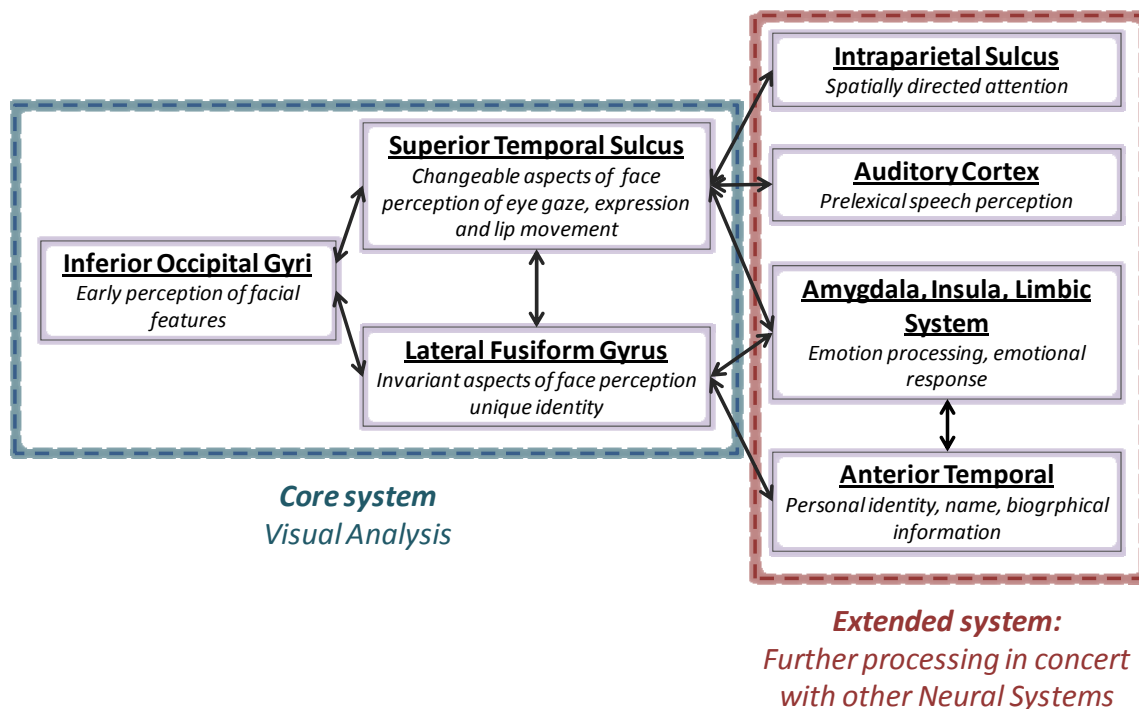 Intraparietal Sulcus
Spatially directed attention
Superior Temporal Sulcus
Changeable aspects of face
perception of eye gaze, expression
and lip movement
Auditory Cortex
Prelexical speech perception
Inferior Occipital Gyri
Early perception of facial
features
Amygdala, Insula, Limbic
System
Emotion processing, emotional
response
Lateral Fusiform Gyrus
Invariant aspects of face perception
unique identity
Anterior Temporal
Personal identity, name, biogrphical
information
Core system
Visual Analysis
Extended system:
Further processing in concert
with other Neural Systems